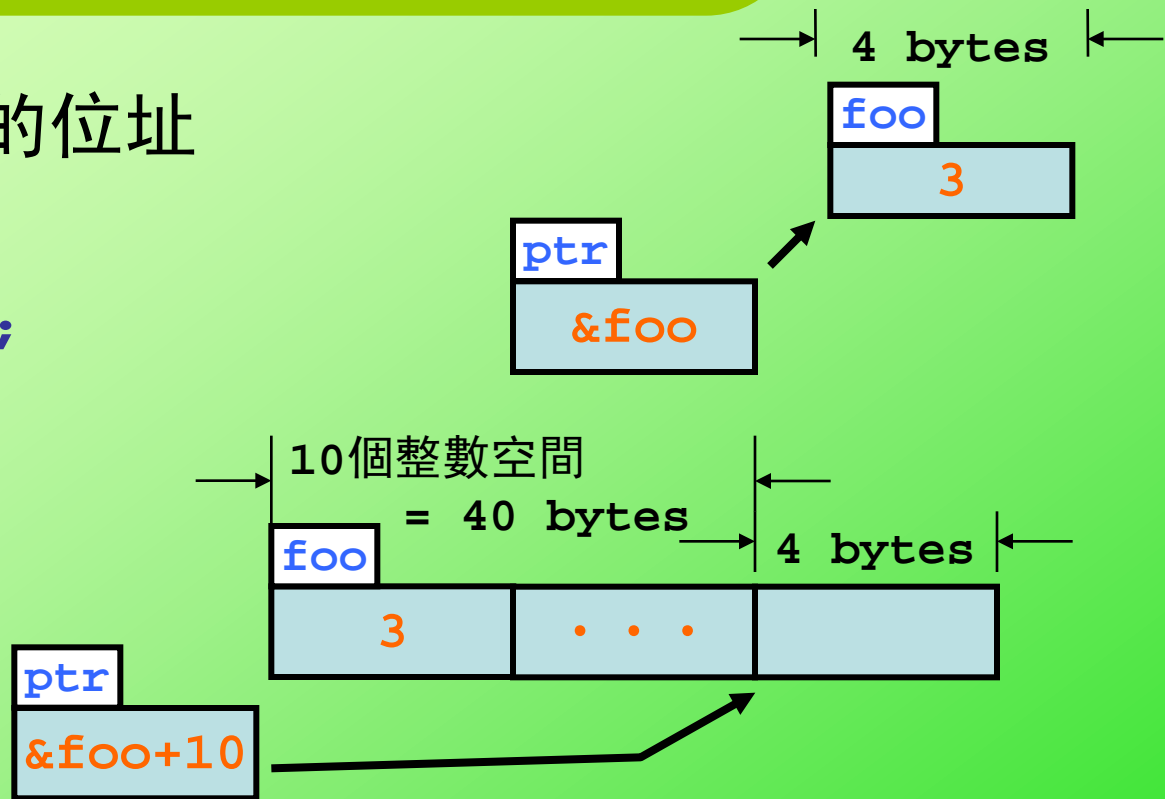 4 bytes
的位址
foo
3
ptr
&foo
;
10個整數空間
= 40 bytes
4 bytes
foo
3
· · ·
ptr
&foo+10